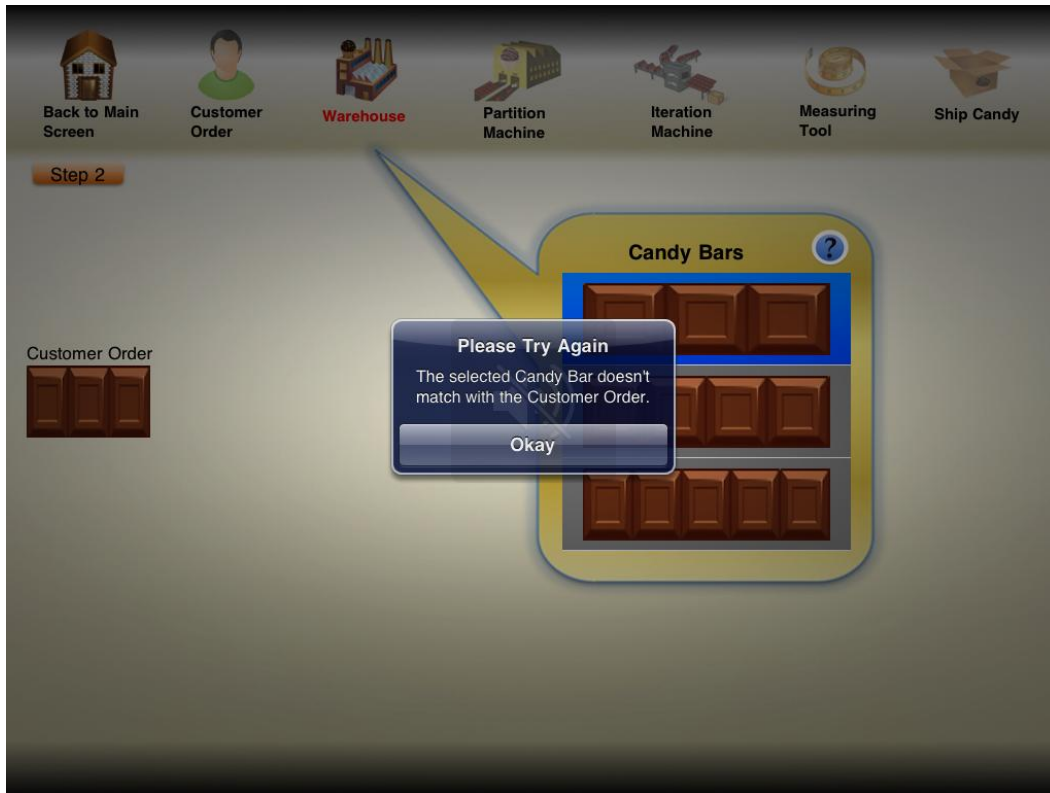 Back to Main
Screen
Customer
Order
Warehouse
Partition
Machine
Iteration
Machine
Measuring
Tool
Ship Candy
Step 2
Candy Bars
?
Customer Order
Please Try Again
The selected Candy Bar doesn't
match with the Customer Order.
Okay